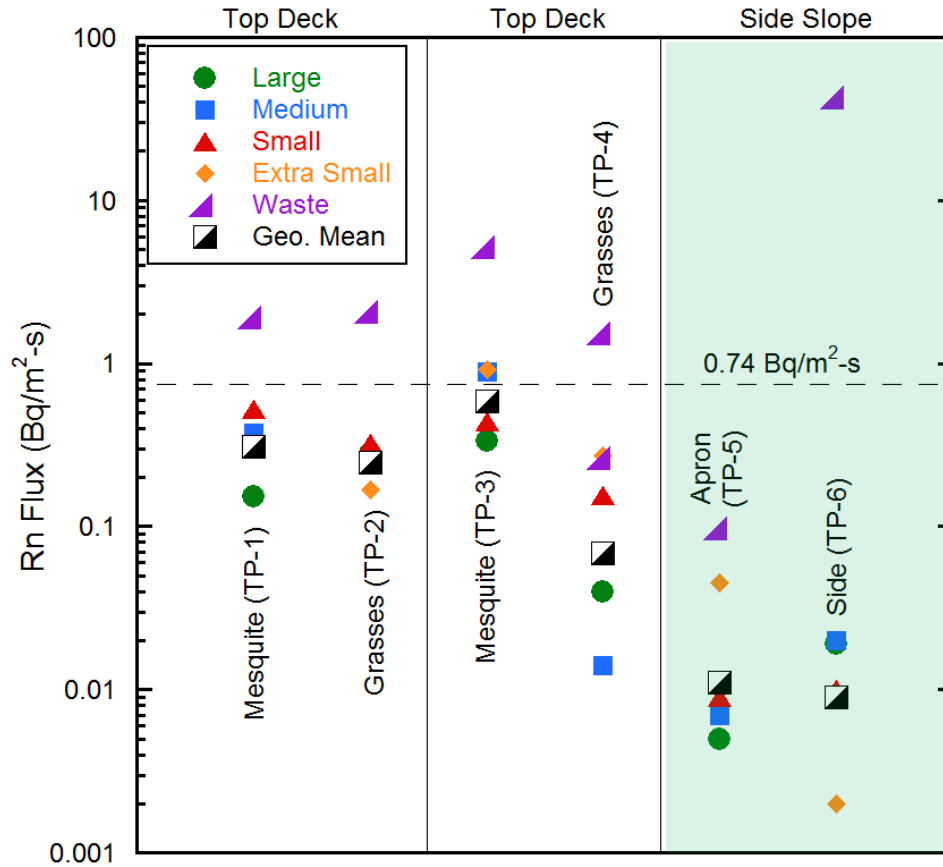 Top Deck
Top Deck
Side Slope
100
10
1
0.1
0.01
0.001
Rn Flux (Bq/m²-s)
Large
Medium
Small
Extra Small
Waste
Geo. Mean
Mesquite (TP-1)
Grasses (TP-2)
Mesquite (TP-3)
Grasses (TP-4)
0.74 Bq/m²-s
Apron
(TP-5)
Side (TP-6)